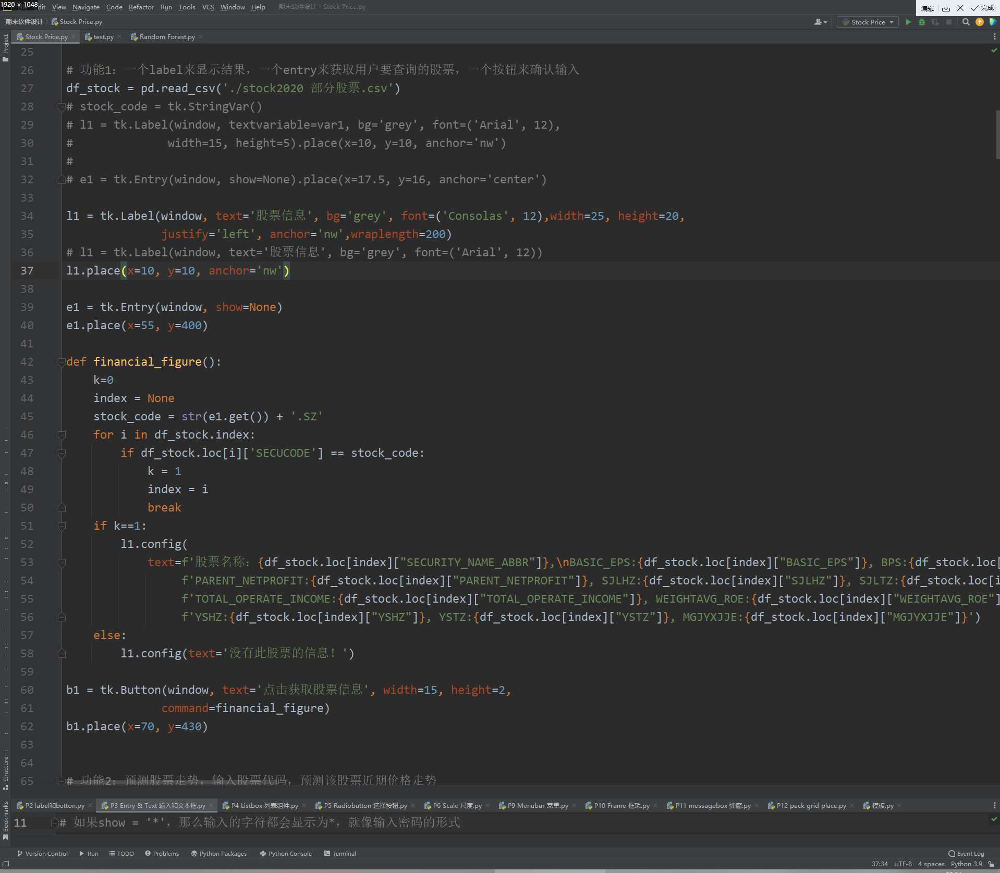 1920 × 1048
View Navigate Code Refactor Run Tools VCS Window Help 期末软件设计 - Stock Price.py
编辑 完成
期末软件设计 Stock Price.py
Stock Price
Stock Price.py test.py Random Forest.py
Project
25
26 # 功能1: 一个label来显示结果，一个entry来获取用户要查询的股票，一个按钮来确认输入
27 df_stock = pd.read_csv('./stock2020 部分股票.csv')
28 # stock_code = tk.StringVar()
29 # l1 = tk.Label(window, textvariable=var1, bg='grey', font=('Arial', 12),
30 #              width=15, height=5).place(x=10, y=10, anchor='nw')
31 #
32 # e1 = tk.Entry(window, show=None).place(x=17.5, y=16, anchor='center')
33
34 l1 = tk.Label(window, text='股票信息', bg='grey', font=('Consolas', 12),width=25, height=20,
35               justify='left', anchor='nw',wraplength=200)
36 # l1 = tk.Label(window, text='股票信息', bg='grey', font=('Arial', 12))
37 l1.place(x=10, y=10, anchor='nw')
38
39 e1 = tk.Entry(window, show=None)
40 e1.place(x=55, y=400)
41
42 def financial_figure():
43     k=0
44     index = None
45     stock_code = str(e1.get()) + '.SZ'
46     for i in df_stock.index:
47         if df_stock.loc[i]['SECUCODE'] == stock_code:
48             k = 1
49             index = i
50             break
51     if k==1:
52         l1.config(
53             text=f'股票名称: {df_stock.loc[index]["SECURITY_NAME_ABBR"]},\nBASIC_EPS:{df_stock.loc[index]["BASIC_EPS"]}, BPS:{df_stock.loc[
54                  f'PARENT_NETPROFIT:{df_stock.loc[index]["PARENT_NETPROFIT"]}, SJLHZ:{df_stock.loc[index]["SJLHZ"]}, SJLTZ:{df_stock.loc[i
55                  f'TOTAL_OPERATE_INCOME:{df_stock.loc[index]["TOTAL_OPERATE_INCOME"]}, WEIGHTAVG_ROE:{df_stock.loc[index]["WEIGHTAVG_ROE"]
56                  f'YSHZ:{df_stock.loc[index]["YSHZ"]}, YSTZ:{df_stock.loc[index]["YSTZ"]}, MGJYXJJE:{df_stock.loc[index]["MGJYXJJE"]}')
57     else:
58         l1.config(text='没有此股票的信息! ')
59
60 b1 = tk.Button(window, text='点击获取股票信息', width=15, height=2,
61               command=financial_figure)
62 b1.place(x=70, y=430)
63
64
65 # 功能2: 预测股票走势，输入股票代码，预测该股票近期价格走势
Structure
Bookmarks
P2 label和button.py P3 Entry & Text 输入和文本框.py P4 Listbox 列表组件.py P5 Radiobutton 选择按钮.py P6 Scale 尺度.py P9 Menubar 菜单.py P10 Frame 框架.py P11 messagebox 弹窗.py P12 pack grid place.py 模板.py
11 # 如果show = '*'，那么输入的字符都会显示为*，就像输入密码的形式
Version Control Run TODO Problems Python Packages Python Console Terminal Event Log
37:34 UTF-8 4 spaces Python 3.9